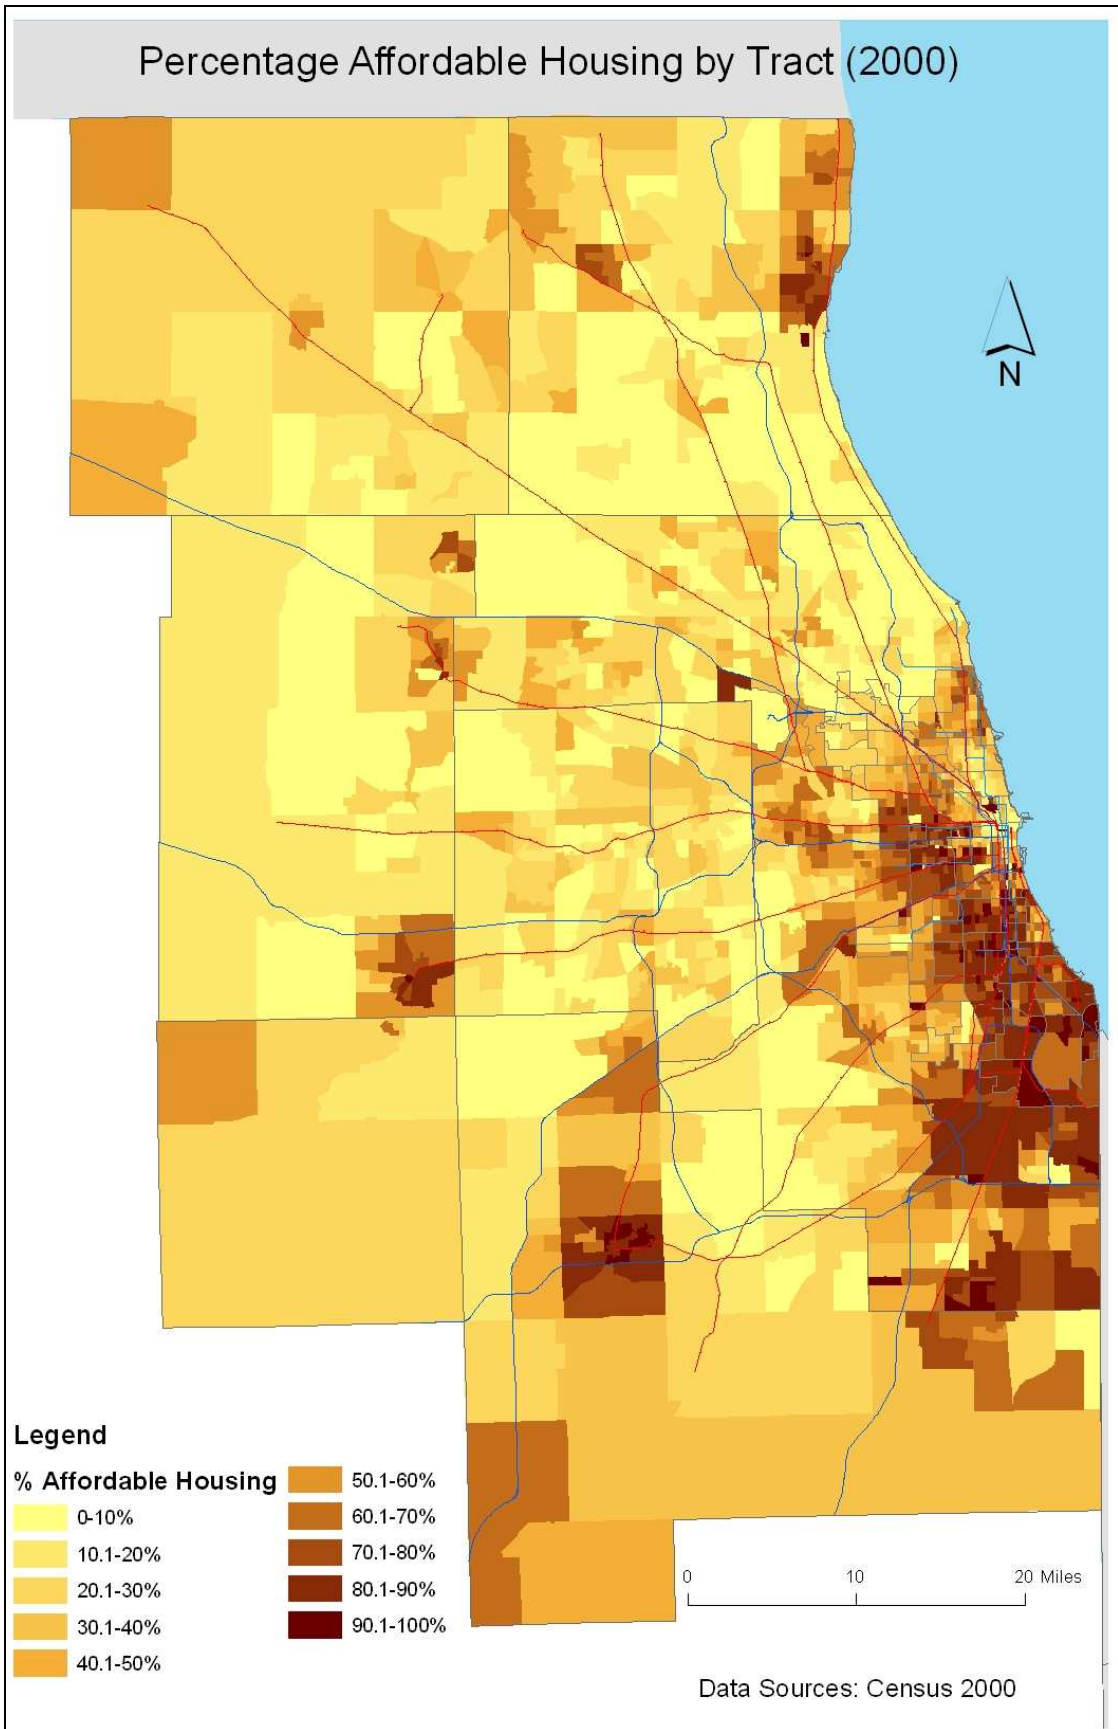 Percentage Affordable Housing by Tract (2000)
N
Legend
% Affordable Housing
0-10%
10.1-20%
20.1-30%
30.1-40%
40.1-50%
50.1-60%
60.1-70%
70.1-80%
80.1-90%
90.1-100%
0 10 20 Miles
Data Sources: Census 2000